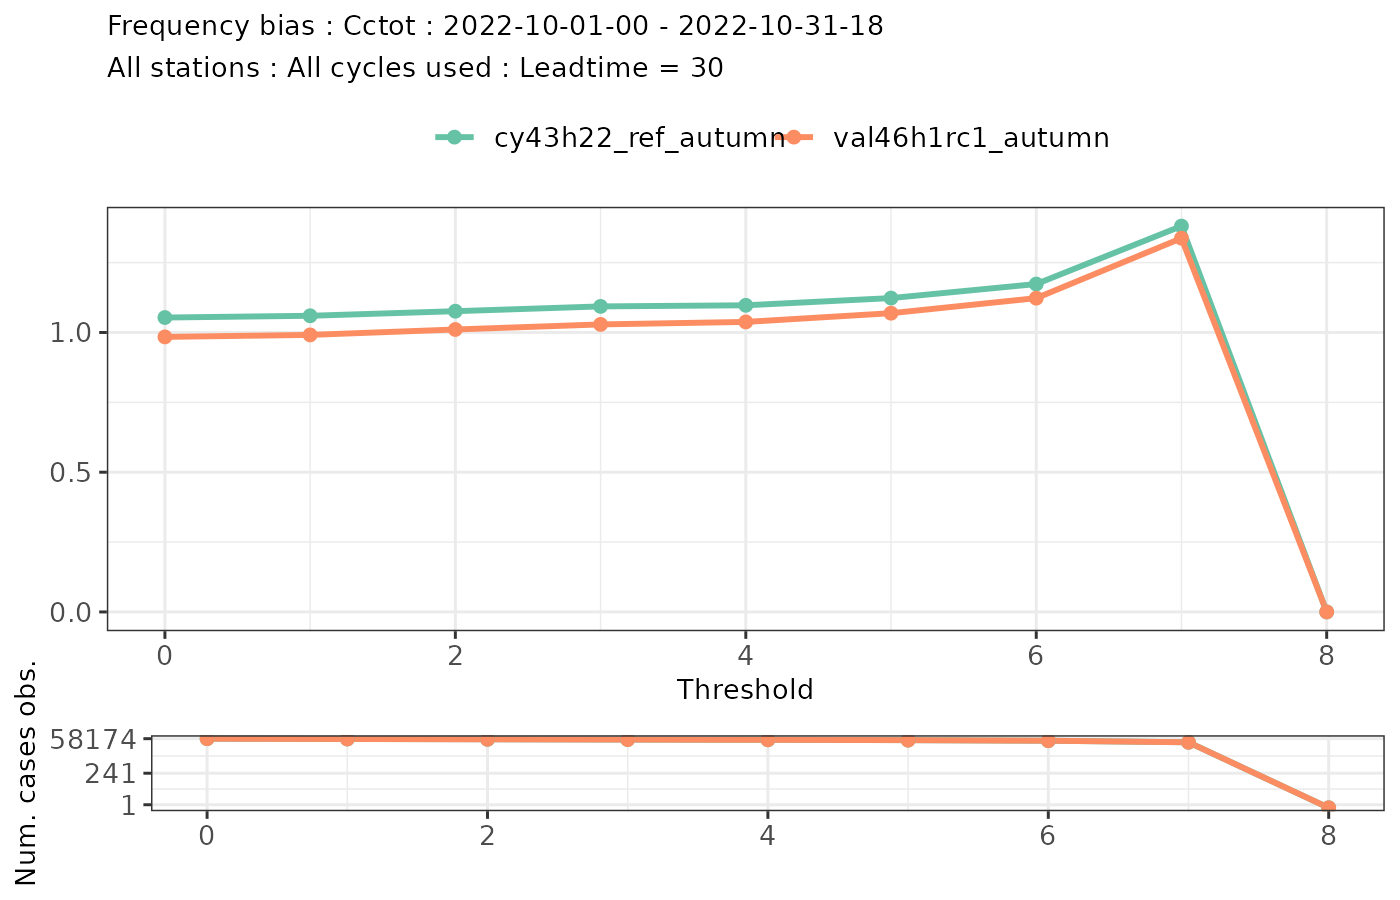 Frequency bias : Cctot : 2022-10-01-00 - 2022-10-31-18
All stations : All cycles used : Leadtime = 30
cy43h22_ref_autumn val46h1rc1_autumn
1.0
0.5
0.0
0 2 4 6 8
Threshold
Num. cases obs.
58174
241
1
0 2 4 6 8